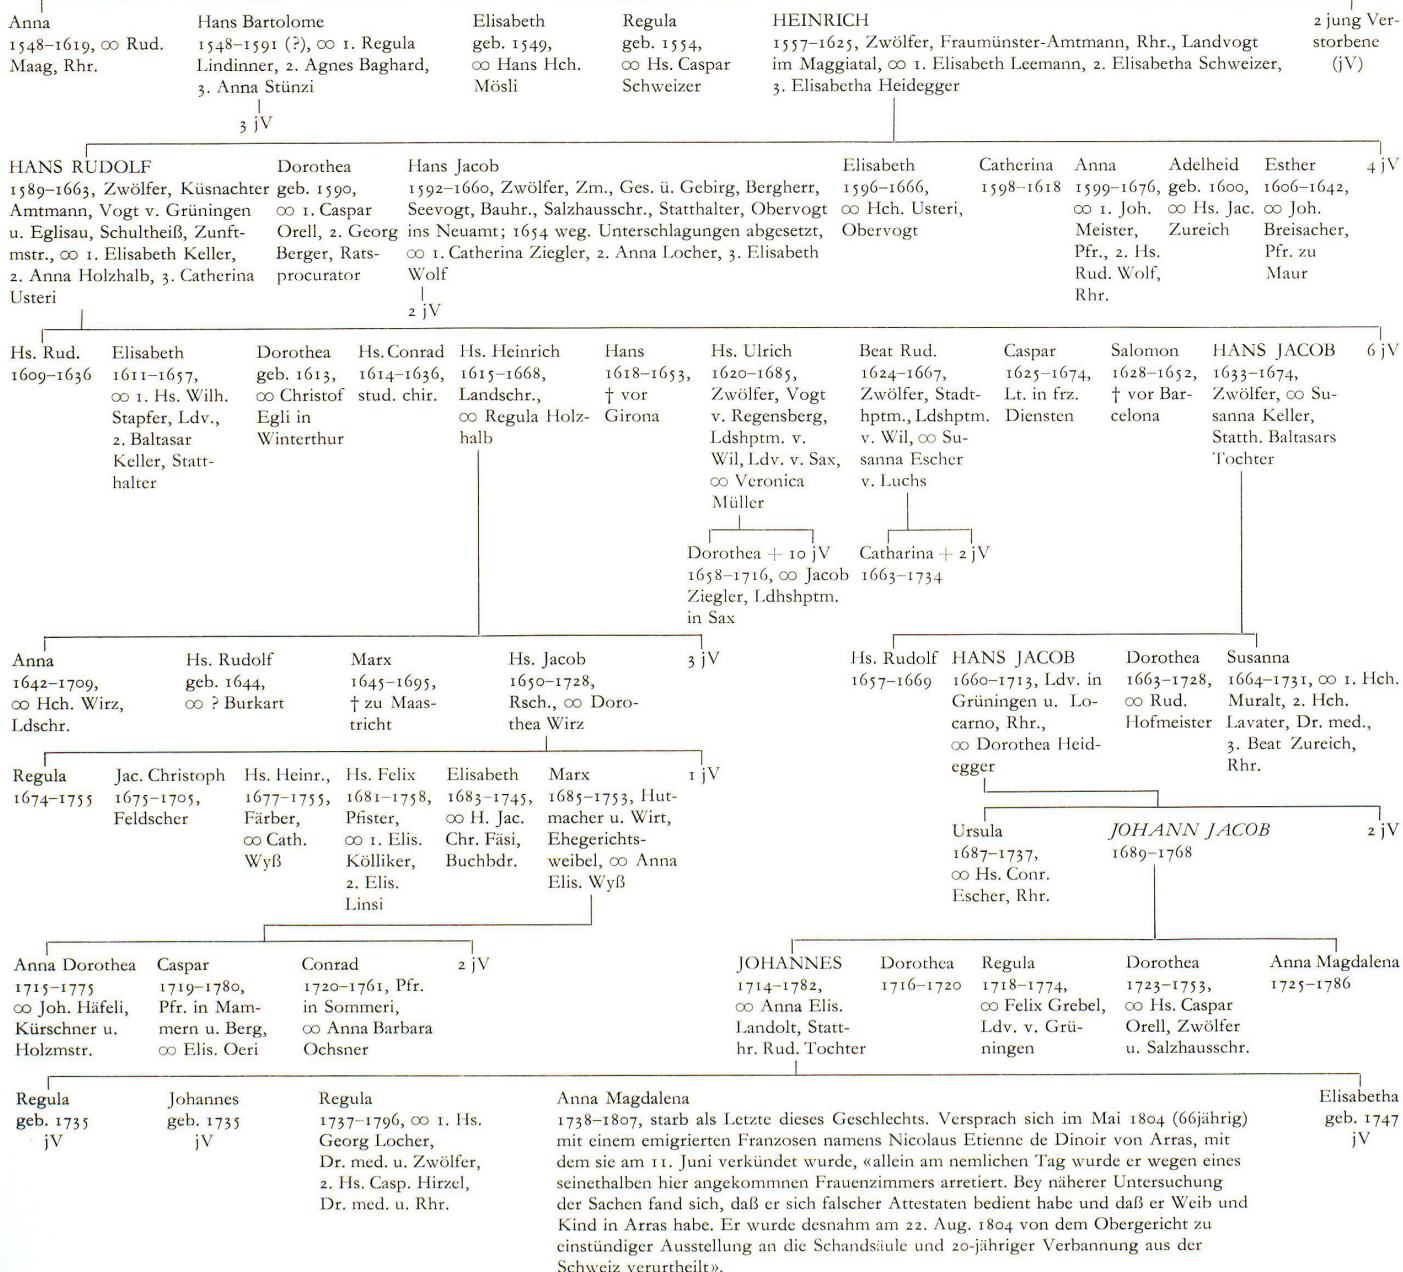 Anna
1548–1619, ∞ Rud.
Maag, Rhr.
Hans Bartolome
1548–1591 (?), ∞ 1. Regula
Lindinner, 2. Agnes Baghard,
3. Anna Stünzi
3 jV
Elisabeth
geb. 1549,
∞ Hans Hch.
Mösli
Regula
geb. 1554,
∞ Hs. Caspar
Schweizer
HEINRICH
1557–1625, Zwölfer, Fraumünster-Amtmann, Rhr., Landvogt
im Maggiatal, ∞ 1. Elisabeth Leemann, 2. Elisabetha Schweizer,
3. Elisabetha Heidegger
2 jung Ver-
storbene
(jV)
HANS RUDOLF
1589–1663, Zwölfer, Küsnachter
Amtmann, Vogt v. Grüningen
u. Eglisau, Schultheiß, Zunft-
mstr., ∞ 1. Elisabeth Keller,
2. Anna Holzhalb, 3. Catherina
Usteri
Dorothea
geb. 1590,
∞ 1. Caspar
Orell, 2. Georg
Berger, Rats-
procurator
Hans Jacob
1592–1660, Zwölfer, Zm., Ges. ü. Gebirg, Bergherr,
Seevogt, Bauhr., Salzhausschr., Statthalter, Obervogt
ins Neuamt; 1654 weg. Unterschlagungen abgesetzt,
∞ 1. Catherina Ziegler, 2. Anna Locher, 3. Elisabeth
Wolf
2 jV
Elisabeth
1596–1666,
∞ Hch. Usteri,
Obervogt
Catherina
1598–1618
Anna
1599–1676,
∞ 1. Joh.
Meister,
Pfr., 2. Hs.
Rud. Wolf,
Rhr.
Adelheid
geb. 1600,
∞ Hs. Jac.
Zureich
Esther
1606–1642,
∞ Joh.
Breisacher,
Pfr. zu
Maur
4 jV
Hs. Rud.
1609–1636
Elisabeth
1611–1657,
∞ 1. Hs. Wilh.
Stapfer, Ldv.,
2. Baltasar
Keller, Statt-
halter
Dorothea
geb. 1613,
∞ Christof
Egli in
Winterthur
Hs. Conrad
1614–1636,
stud. chir.
Hs. Heinrich
1615–1668,
Landschr.,
∞ Regula Holz-
halb
Hans
1618–1653,
† vor
Girona
Hs. Ulrich
1620–1685,
Zwölfer, Vogt
v. Regensberg,
Ldshptm. v.
Wil, Ldv. v. Sax,
∞ Veronica
Müller
Beat Rud.
1624–1667,
Zwölfer, Stadt-
hptm., Ldshptm.
v. Wil, ∞ Su-
sanna Escher
v. Luchs
Caspar
1625–1674,
Lt. in frz.
Diensten
Salomon
1628–1652,
† vor Bar-
celona
HANS JACOB
1633–1674,
Zwölfer, ∞ Su-
sanna Keller,
Statth. Baltasars
Tochter
6 jV
Dorothea + 10 jV
1658–1716, ∞ Jacob
Ziegler, Ldhshptm.
in Sax
Catharina + 2 jV
1663–1734
Anna
1642–1709,
∞ Hch. Wirz,
Ldschr.
Hs. Rudolf
geb. 1644,
∞ ? Burkart
Marx
1645–1695,
† zu Maas-
tricht
Hs. Jacob
1650–1728,
Rsch., ∞ Doro-
thea Wirz
3 jV
Hs. Rudolf
1657–1669
HANS JACOB
1660–1713, Ldv. in
Grüningen u. Lo-
carno, Rhr.,
∞ Dorothea Heid-
egger
Dorothea
1663–1728,
∞ Rud.
Hofmeister
Susanna
1664–1731, ∞ 1. Hch.
Muralt, 2. Hch.
Lavater, Dr. med.,
3. Beat Zureich,
Rhr.
Regula
1674–1755
Jac. Christoph
1675–1705,
Feldscher
Hs. Heinr.,
1677–1755,
Färber,
∞ Cath.
Wyß
Hs. Felix
1681–1758,
Pfister,
∞ 1. Elis.
Kölliker,
2. Elis.
Linsi
Elisabeth
1683–1745,
∞ H. Jac.
Chr. Fäsi,
Buchbdr.
Marx
1685–1753, Hut-
macher u. Wirt,
Ehegerichts-
weibel, ∞ Anna
Elis. Wyß
1 jV
Ursula
1687–1737,
∞ Hs. Conr.
Escher, Rhr.
JOHANN JACOB
1689–1768
2 jV
Anna Dorothea
1715–1775
∞ Joh. Häfeli,
Kürschner u.
Holzmstr.
Caspar
1719–1780,
Pfr. in Mam-
mern u. Berg,
∞ Elis. Oeri
Conrad
1720–1761, Pfr.
in Sommeri,
∞ Anna Barbara
Ochsner
2 jV
JOHANNES
1714–1782,
∞ Anna Elis.
Landolt, Statt-
hr. Rud. Tochter
Dorothea
1716–1720
Regula
1718–1774,
∞ Felix Grebel,
Ldv. v. Grü-
ningen
Dorothea
1723–1753,
∞ Hs. Caspar
Orell, Zwölfer
u. Salzhausschr.
Anna Magdalena
1725–1786
Regula
geb. 1735
jV
Johannes
geb. 1735
jV
Regula
1737–1796, ∞ 1. Hs.
Georg Locher,
Dr. med. u. Zwölfer,
2. Hs. Casp. Hirzel,
Dr. med. u. Rhr.
Anna Magdalena
1738–1807, starb als Letzte dieses Geschlechts. Versprach sich im Mai 1804 (66jährig)
mit einem emigrierten Franzosen namens Nicolaus Etienne de Dinoir von Arras, mit
dem sie am 11. Juni verkündet wurde, «allein am nemlichen Tag wurde er wegen eines
seinethalben hier angekommnen Frauenzimmers arretiert. Bey näherer Untersuchung
der Sachen fand sich, daß er sich falscher Attestaten bedient habe und daß er Weib und
Kind in Arras habe. Er wurde desnahm am 22. Aug. 1804 von dem Obergericht zu
einstündiger Ausstellung an die Schandsäule und 20-jähriger Verbannung aus der
Schweiz verurtheilt».
Elisabetha
geb. 1747
jV